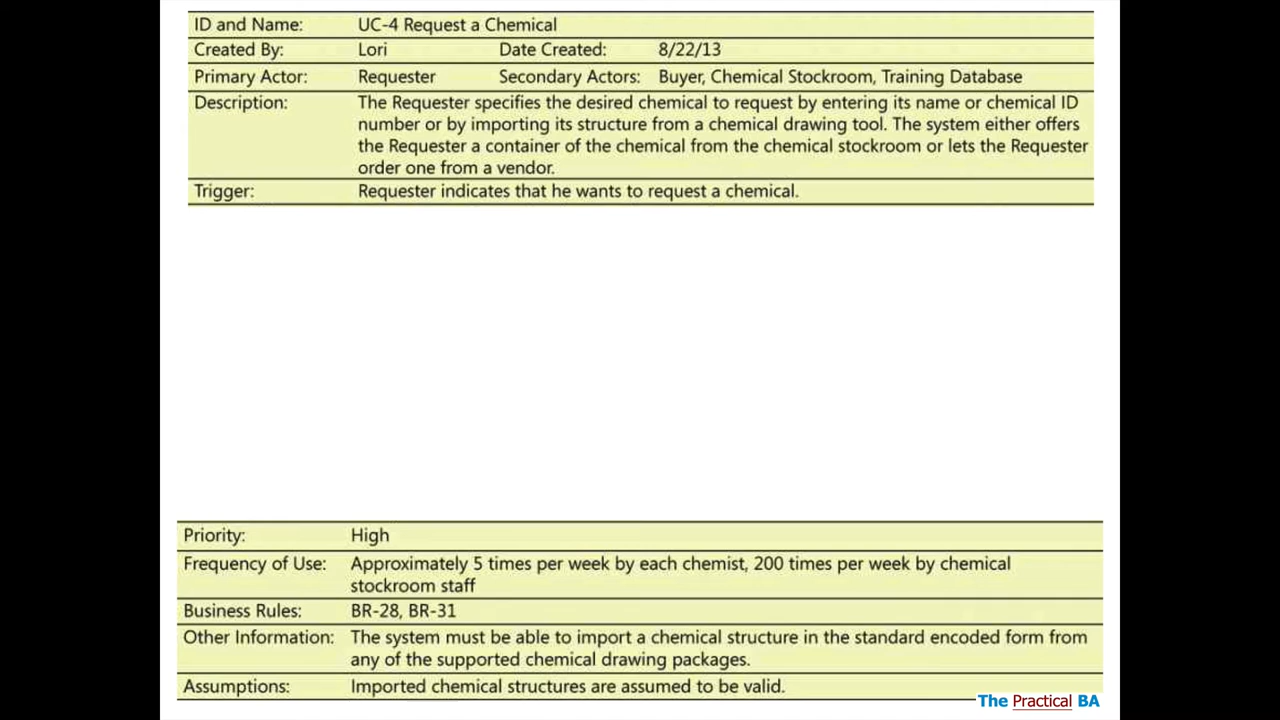 ID and Name: UC-4 Request a Chemical
Created By: Lori Date Created: 8/22/13
Primary Actor: Requester Secondary Actors: Buyer, Chemical Stockroom, Training Database
Description: The Requester specifies the desired chemical to request by entering its name or chemical ID
number or by importing its structure from a chemical drawing tool. The system either offers
the Requester a container of the chemical from the chemical stockroom or lets the Requester
order one from a vendor.
Trigger: Requester indicates that he wants to request a chemical.
Priority: High
Frequency of Use: Approximately 5 times per week by each chemist, 200 times per week by chemical
stockroom staff
Business Rules: BR-28, BR-31
Other Information: The system must be able to import a chemical structure in the standard encoded form from
any of the supported chemical drawing packages.
Assumptions: Imported chemical structures are assumed to be valid.
The Practical BA